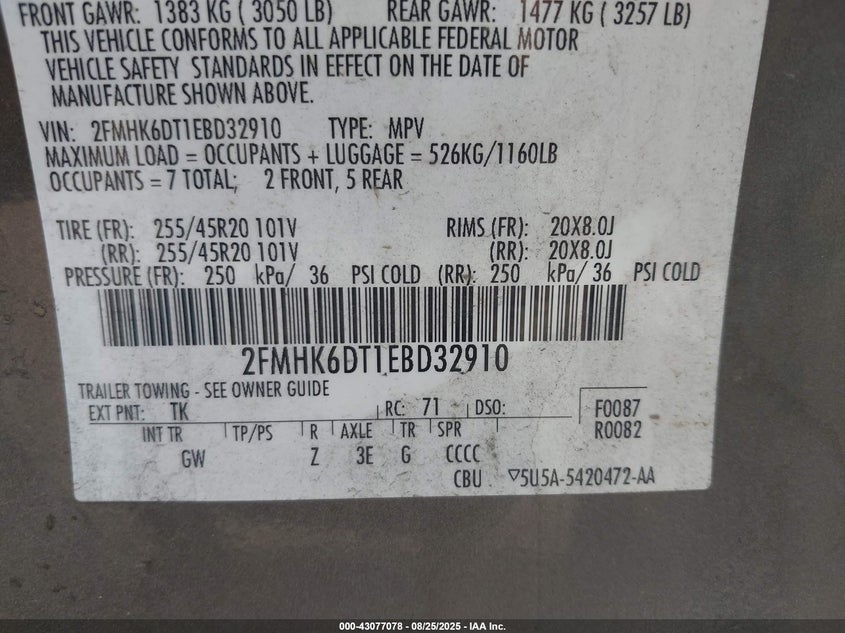 FRONT GAWR: 1383 KG ( 3050 LB) REAR GAWR: 1477 KG ( 3257 LB)
THIS VEHICLE CONFORMS TO ALL APPLICABLE FEDERAL MOTOR
VEHICLE SAFETY STANDARDS IN EFFECT ON THE DATE OF
MANUFACTURE SHOWN ABOVE.
VIN: 2FMHK6DT1EBD32910 TYPE: MPV
MAXIMUM LOAD = OCCUPANTS + LUGGAGE = 526KG/1160LB
OCCUPANTS = 7 TOTAL; 2 FRONT, 5 REAR
TIRE (FR): 255/45R20 101V RIMS (FR): 20X8.0J
(RR): 255/45R20 101V (RR): 20X8.0J
PRESSURE (FR): 250 kPa/ 36 PSI COLD (RR): 250 kPa/ 36 PSI COLD
2FMHK6DT1EBD32910
TRAILER TOWING - SEE OWNER GUIDE
EXT PNT: TK RC: 71 DSO: F0087
INT TR TP/PS R AXLE TR SPR R0082
GW Z 3E G CCCC
CBU ▽5U5A-5420472-AA
000-43077078 - 08/25/2025 - IAA Inc.